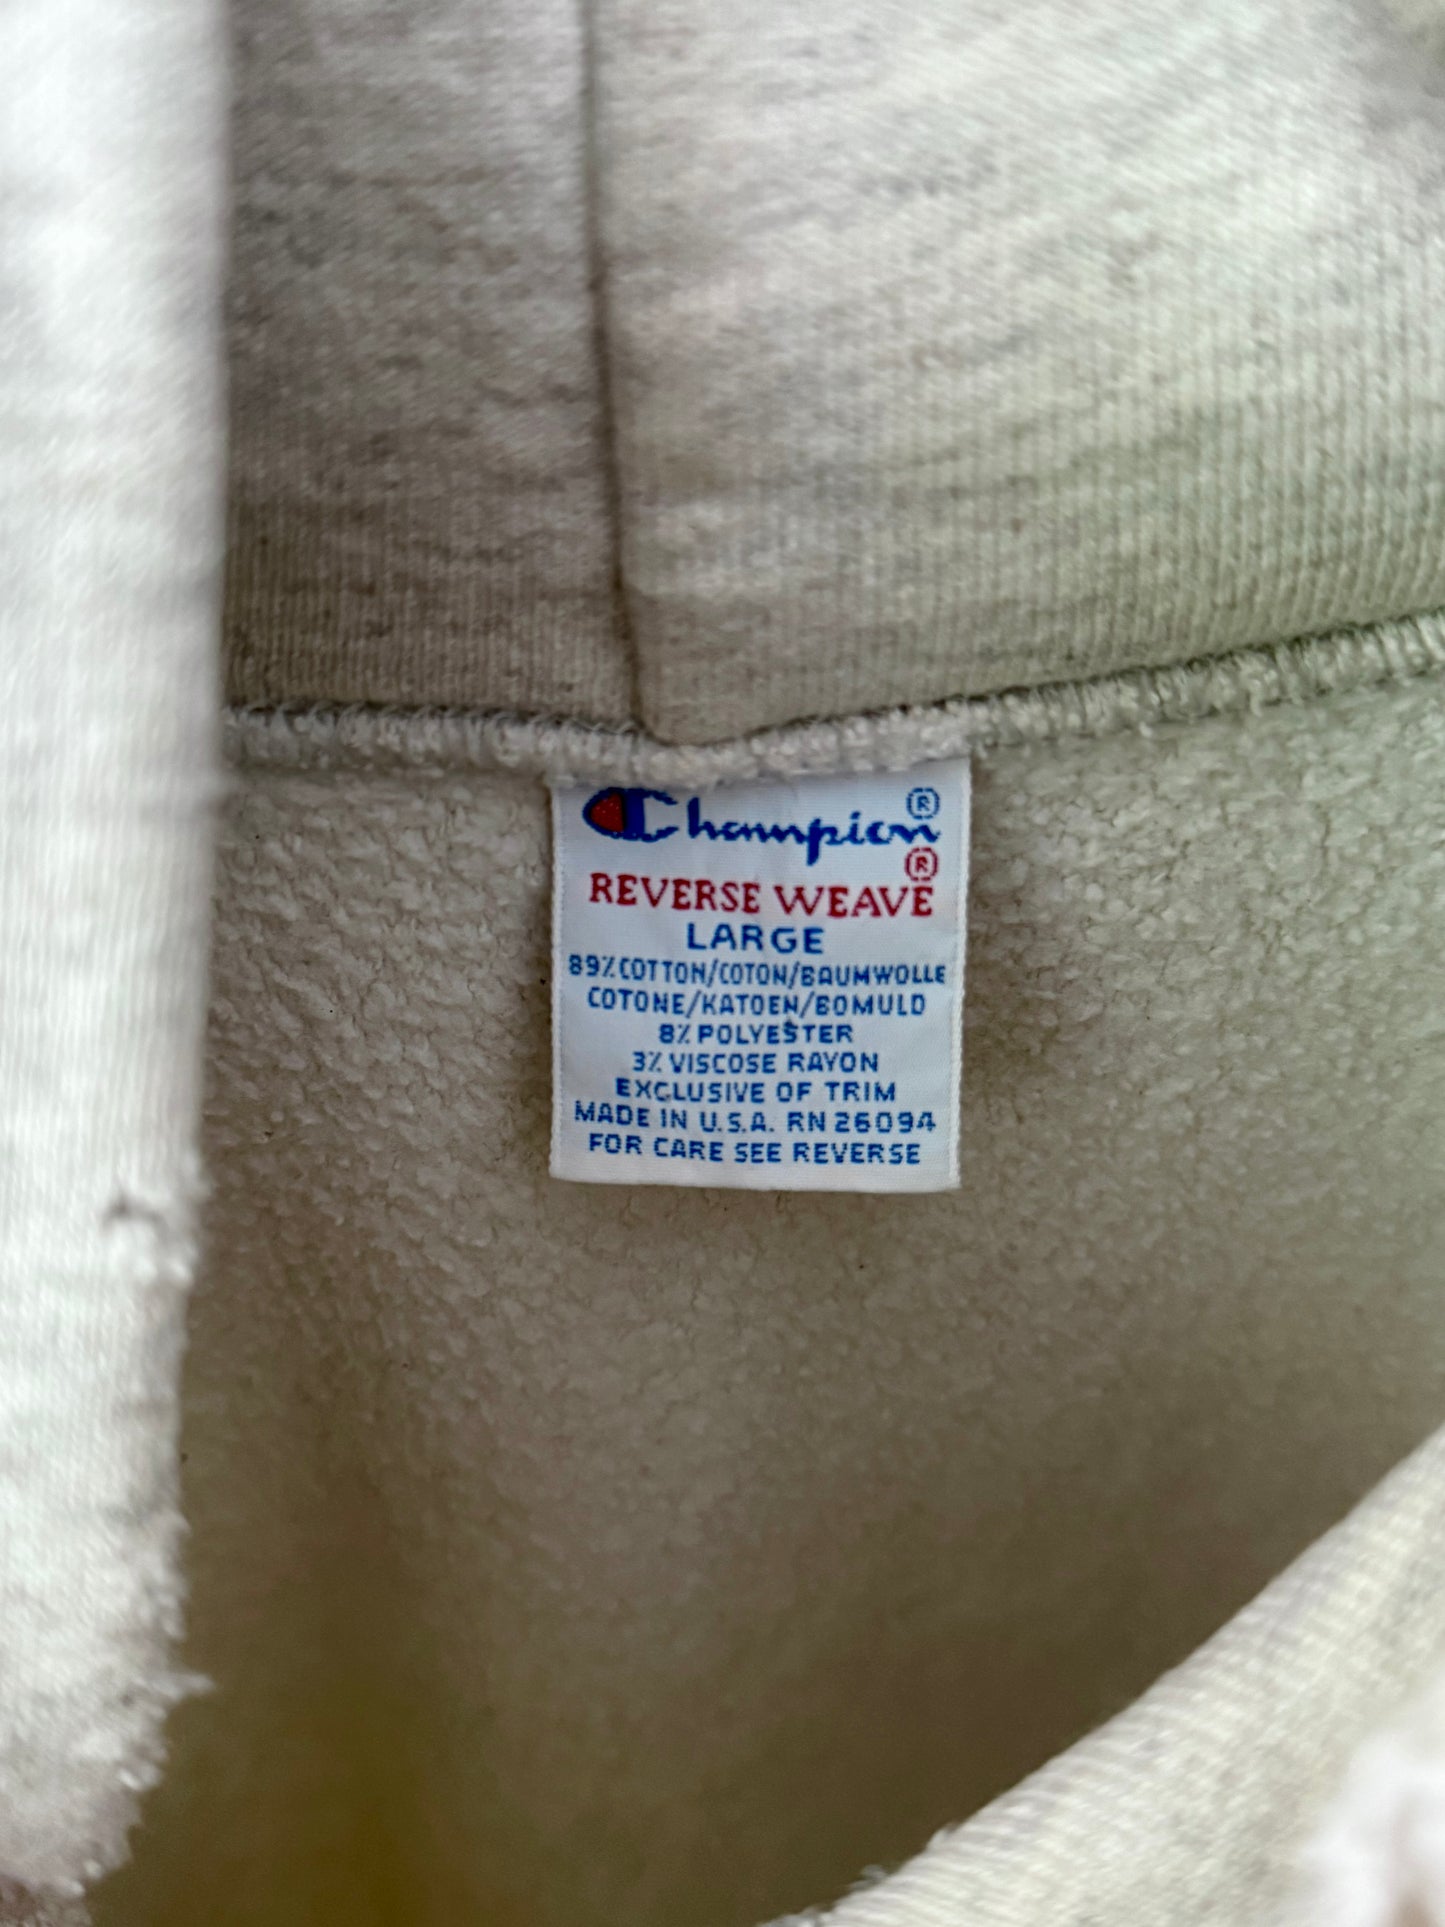 Champion®
REVERSE WEAVE®
LARGE
89% COTTON/COTON/BAUMWOLLE
COTONE/KATOEN/BOMULD
8% POLYESTER
3% VISCOSE RAYON
EXCLUSIVE OF TRIM
MADE IN U.S.A. RN 26094
FOR CARE SEE REVERSE